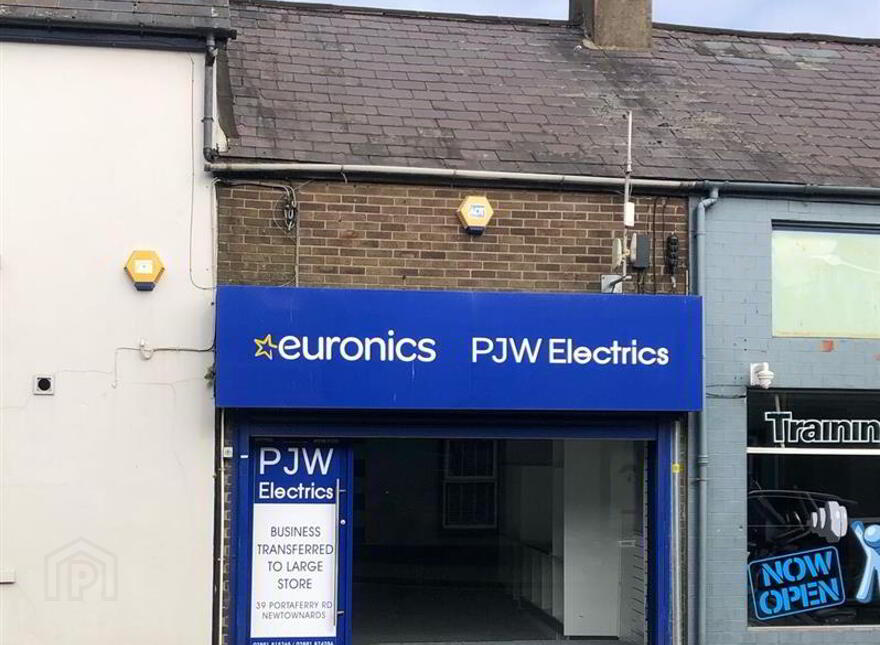 euronics PJW Electrics
PJW
Electrics
BUSINESS
TRANSFERRED
TO LARGE
STORE
39 PORTAFERRY RD
NEWTOWNARDS
Trainin
NOW
OPEN